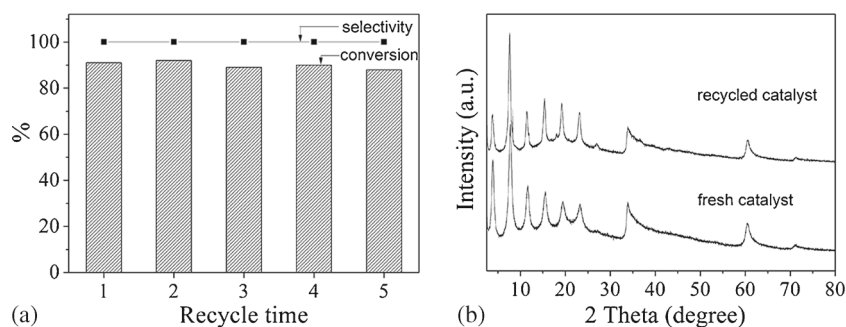 100
80
60
40
20
0
%
selectivity
conversion
1 2 3 4 5
Recycle time
(a)
Intensity (a.u.)
recycled catalyst
fresh catalyst
10 20 30 40 50 60 70 80
2 Theta (degree)
(b)